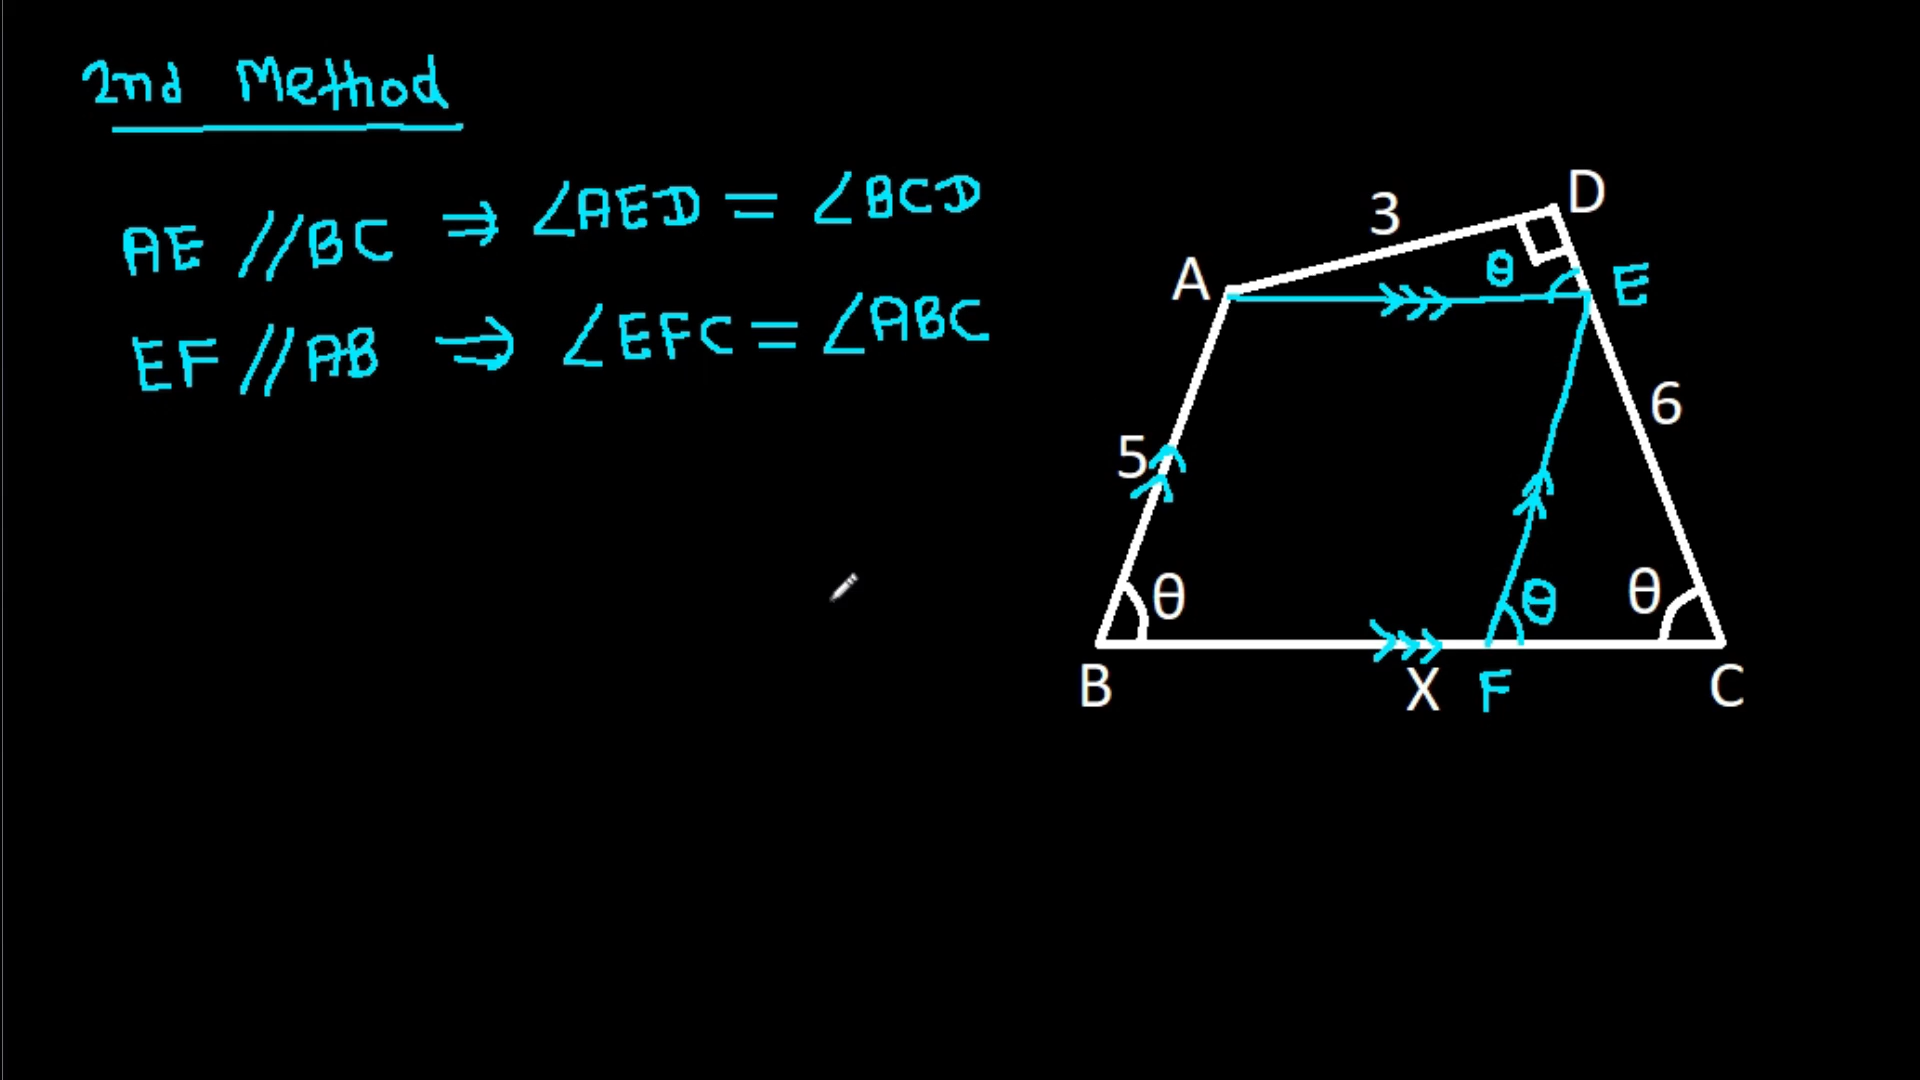 2nd Method
AE // BC ⇒ ∠AED = ∠BCD
EF // AB ⇒ ∠EFC = ∠ABC
D
3
A
θ
E
6
5
θ
θ
θ
B
X
F
C